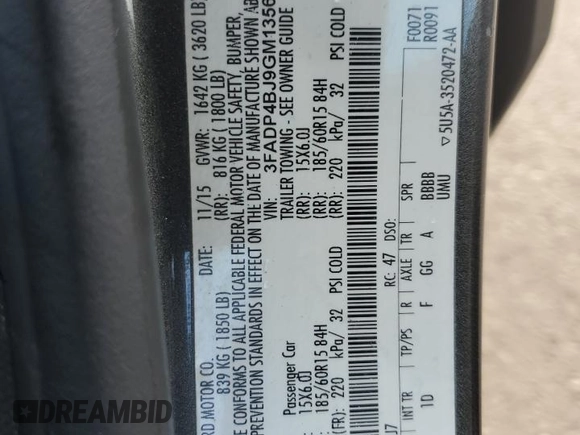 RD MOTOR CO. DATE: 11/15 GVWR: 1642 KG ( 3620 LB
839 KG ( 1850 LB) (RR): 816 KG ( 1800 LB)
E CONFORMS TO ALL APPLICABLE FEDERAL MOTOR VEHICLE SAFETY, BUMPER,
PREVENTION STANDARDS IN EFFECT ON THE DATE OF MANUFACTURE SHOWN AB
VIN: 3FADP4BJ9GM1356
Passenger Car TRAILER TOWING - SEE OWNER GUIDE
15X6.0J (RR): 15X6.0J
185/60R15 84H (RR): 185/60R15 84H
(FR): 220 kPa/ 32 PSI COLD (RR): 220 kPa/ 32 PSI COLD
F0071
R0091
J7 RC: 47 DSO:
INT TR TP/PS R AXLE TR SPR
1D F GG A BBBB
UMU
▽5U5A-3520472-AA
DREAMBID